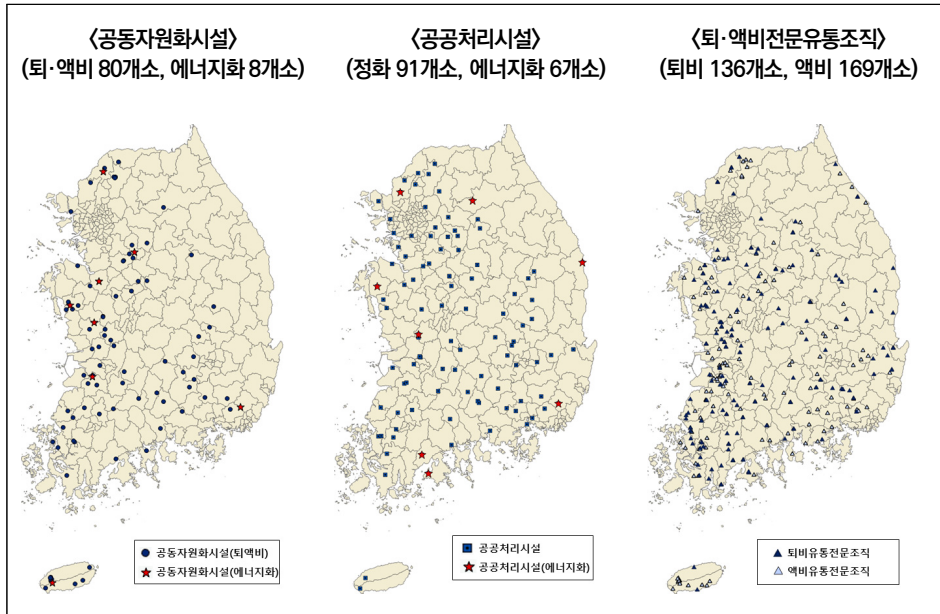 〈공동자원화시설〉
(퇴·액비 80개소, 에너지화 8개소)
〈공공처리시설〉
(정화 91개소, 에너지화 6개소)
〈퇴·액비전문유통조직〉
(퇴비 136개소, 액비 169개소)
공동자원화시설(퇴액비)
공동자원화시설(에너지화)
공공처리시설
공공처리시설(에너지화)
퇴비유통전문조직
액비유통전문조직